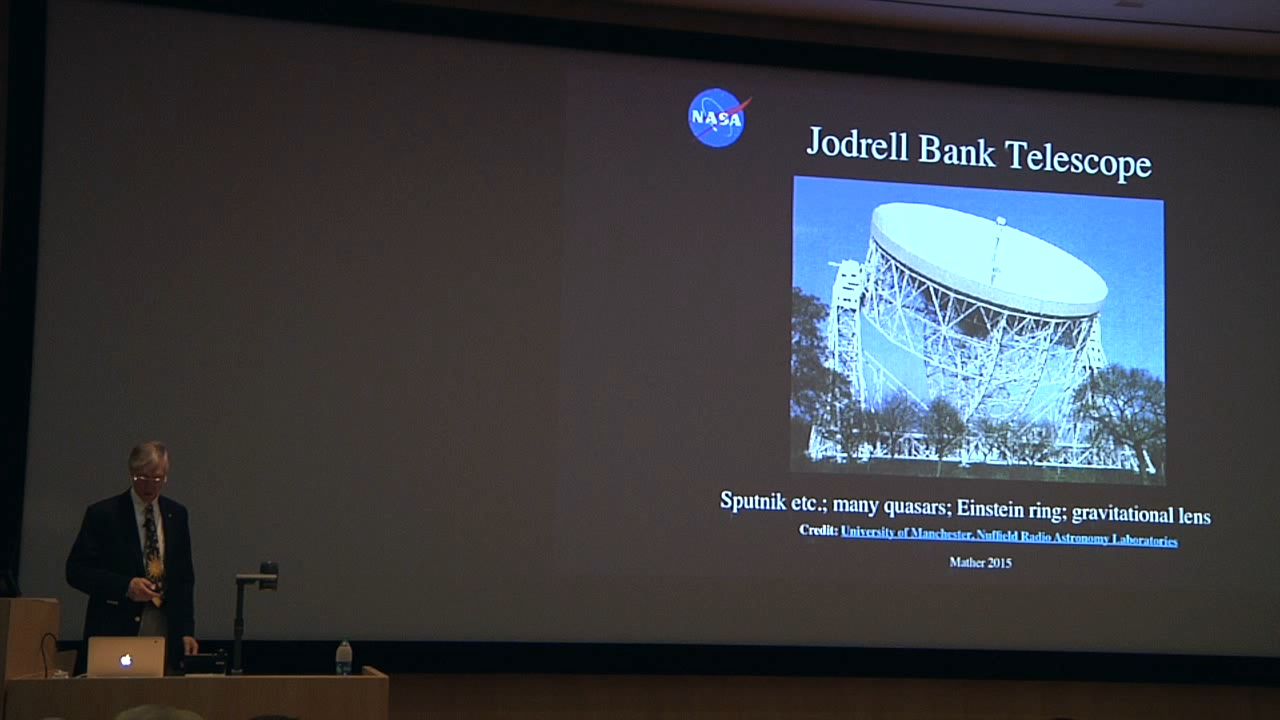 NASA
Jodrell Bank Telescope
Sputnik etc.; many quasars; Einstein ring; gravitational lens
Credit: University of Manchester, Nuffield Radio Astronomy Laboratories
Mather 2015